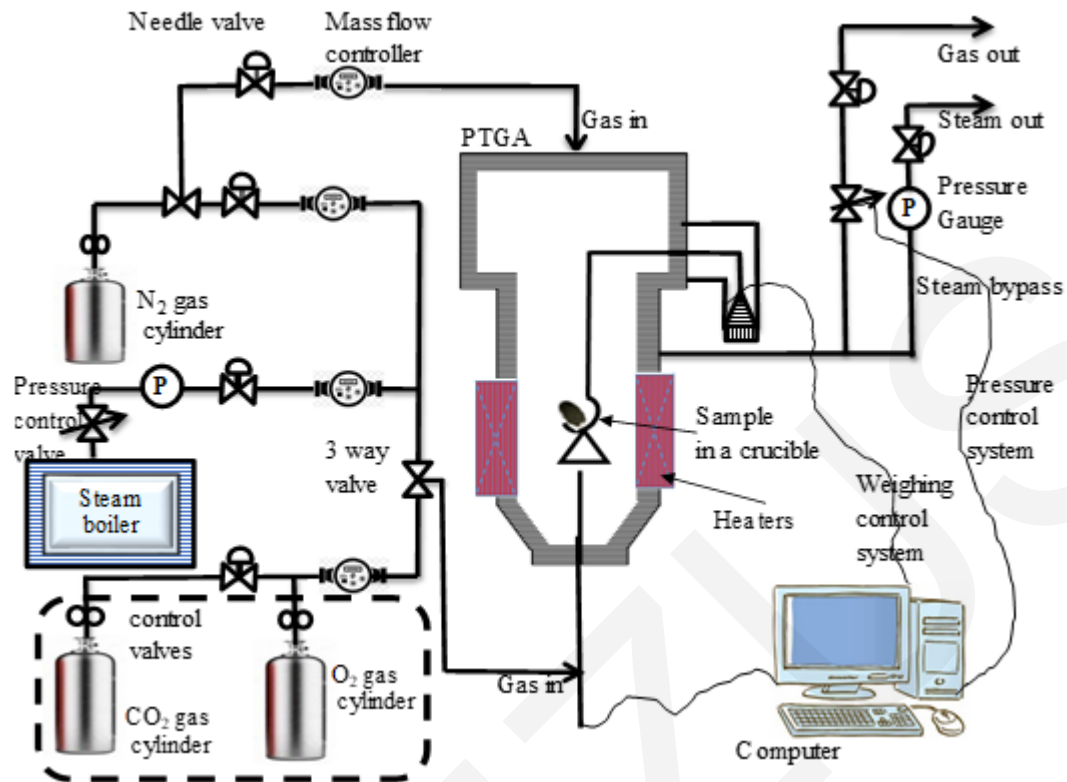 Needle valve
Mass flow
controller
Gas out
Gas in
Steam out
PTGA
Pressure
Gauge
P
N2 gas
cylinder
Steam bypass
Pressure
control
valve
P
3 way
valve
Sample
in a crucible
Pressure
control
system
Steam
boiler
Heaters
Weighing
control
system
control
valves
CO2 gas
cylinder
O2 gas
cylinder
Gas in
Computer